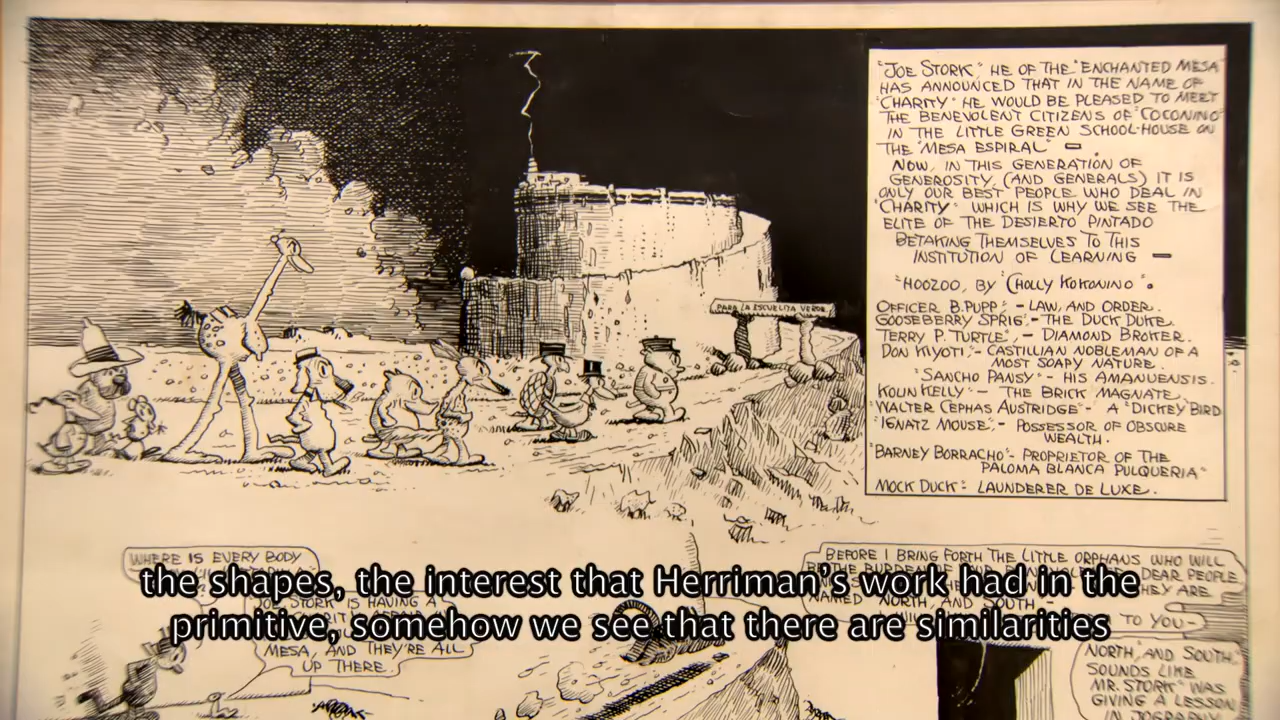 "JOE STORK," HE OF THE "ENCHANTED MESA"
HAS ANNOUNCED THAT IN THE NAME OF
"CHARITY" HE WOULD BE PLEASED TO MEET
THE BENEVOLENT CITIZENS OF "COCONINO"
IN THE LITTLE GREEN SCHOOL-HOUSE ON
THE "MESA ESPIRAL" —
NOW, IN THIS GENERATION OF
GENEROSITY, (AND GENERALS) IT IS
ONLY OUR BEST PEOPLE WHO DEAL IN
"CHARITY" WHICH IS WHY WE SEE THE
ELITE OF THE DESIERTO PINTADO
BETAKING THEMSELVES TO THIS
INSTITUTION OF LEARNING —
"HOOZOO, BY "CHOLLY KOKONINO".
OFFICER B. PUPP" - LAW, AND ORDER.
GOOSEBERRY SPRIG" - THE DUCK DUKE.
TERRY P. TURTLE", - DIAMOND BROKER.
DON KIYOTI - CASTILLIAN NOBLEMAN OF A
MOST SOAPY NATURE.
"SANCHO PANSY" - HIS AMANUENSIS.
KOLIN KELLY" - THE BRICK MAGNATE.
"WALTER CEPHAS AUSTRIDGE" - A "DICKEY BIRD"
"IGNATZ MOUSE", - POSSESSOR OF OBSCURE
WEALTH.
"BARNEY BORRACHO" - PROPRIETOR OF THE
PALOMA BLANCA PULQUERIA"
MOCK DUCK" LAUNDERER DE LUXE.
PARA LA ESCUELITA VERDE
WHERE IS EVERY BODY
JOE STORK IS HAVING A
MESA, AND THEY'RE ALL
UP THERE.
BEFORE I BRING FORTH THE LITTLE ORPHANS WHO WILL
DEAR PEOPLE
THEY ARE
NAMED "NORTH, AND SOUTH" -
TO YOU -
NORTH, AND SOUTH,
SOUNDS LIKE
MR. STORK" WAS
GIVING A LESSON
IN
the shapes, the interest that Herriman's work had in the
primitive, somehow we see that there are similarities